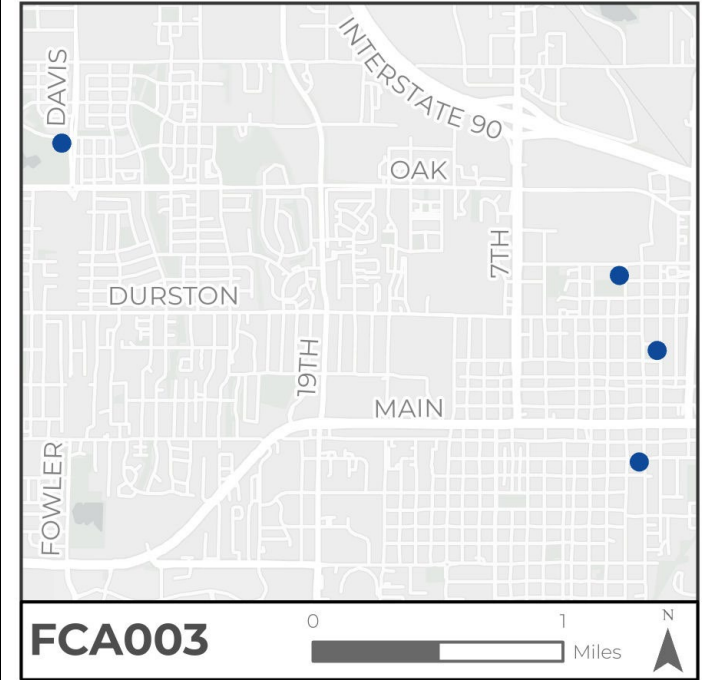 DAVIS
INTERSTATE 90
OAK
7TH
DURSTON
19TH
MAIN
FOWLER
FCA003
0
1
Miles
N